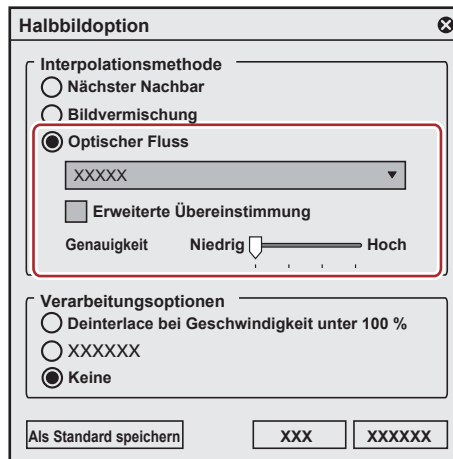 Halbbildoption
Interpolationsmethode
Nächster Nachbar
Bildvermischung
Optischer Fluss
XXXXX
Erweiterte Übereinstimmung
Genauigkeit Niedrig Hoch
Verarbeitungsoptionen
Deinterlace bei Geschwindigkeit unter 100 %
XXXXXX
Keine
Als Standard speichern XXX XXXXXX